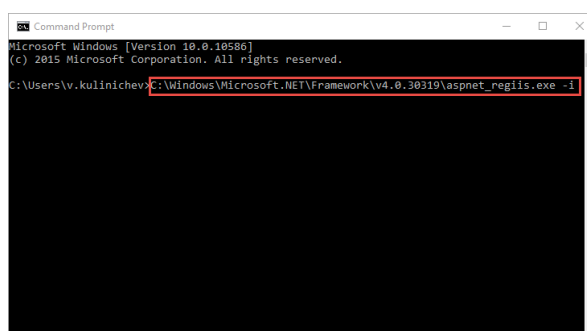 Command Prompt
Microsoft Windows [Version 10.0.10586]
(c) 2015 Microsoft Corporation. All rights reserved.
C:\Users\v.kulinichev>C:\Windows\Microsoft.NET\Framework\v4.0.30319\aspnet_regiis.exe -i